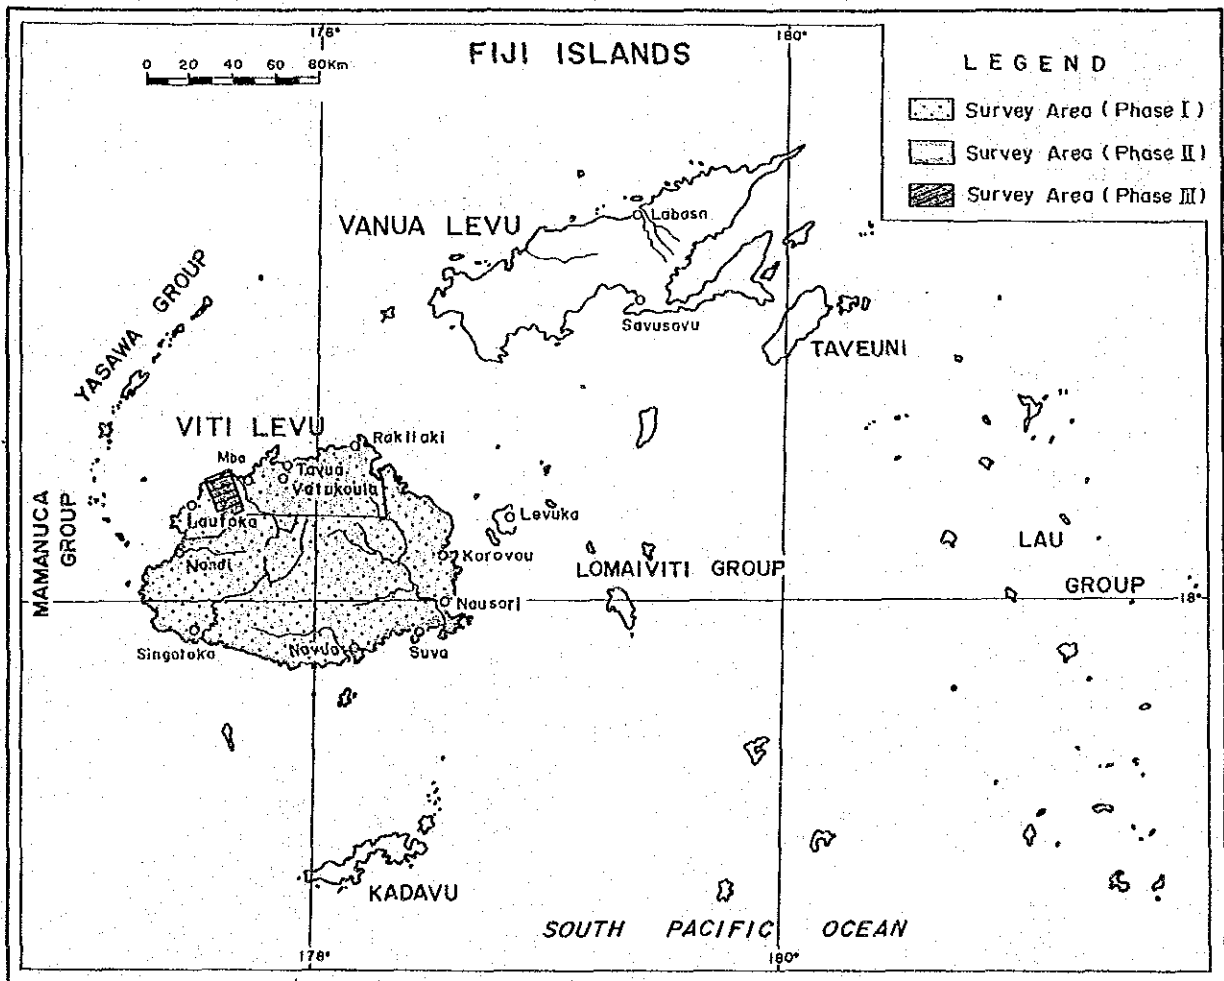 178°
180°
FIJI ISLANDS
0 20 40 60 80Km
LEGEND
Survey Area (Phase I)
Survey Area (Phase II)
Survey Area (Phase III)
VANUA LEVU
Labasa
YASAWA GROUP
Savusavu
TAVEUNI
VITI LEVU
Rakitaki
Mba
Tavua
Vatukoula
Lautoka
Levuka
MAMANUCA
GROUP
Nandi
Korovou
LOMAIVITI GROUP
LAU
GROUP
Nausori
18°
Singatoka
Navua
Suva
KADAVU
SOUTH PACIFIC OCEAN
178°
180°